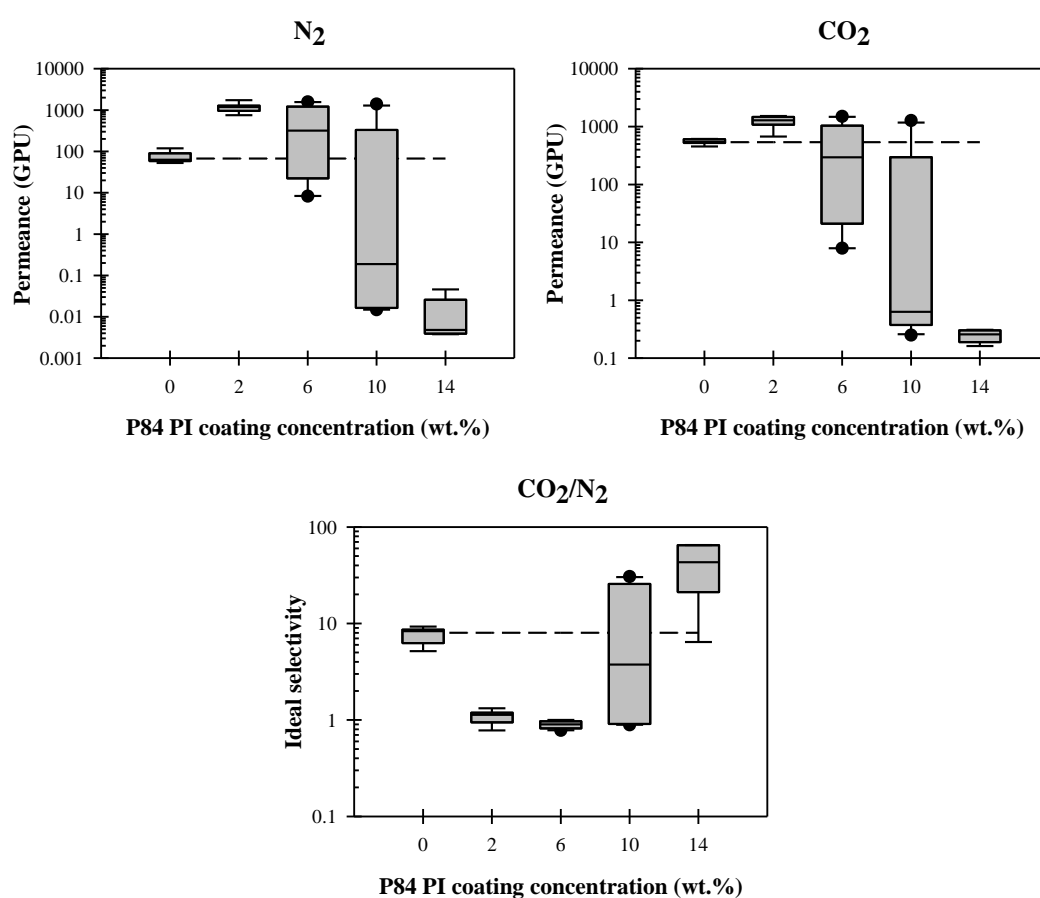 N2
Permeance (GPU)
10000
1000
100
10
1
0.1
0.01
0.001
0 2 6 10 14
P84 PI coating concentration (wt.%)
CO2
Permeance (GPU)
10000
1000
100
10
1
0.1
0 2 6 10 14
P84 PI coating concentration (wt.%)
CO2/N2
Ideal selectivity
100
10
1
0.1
0 2 6 10 14
P84 PI coating concentration (wt.%)